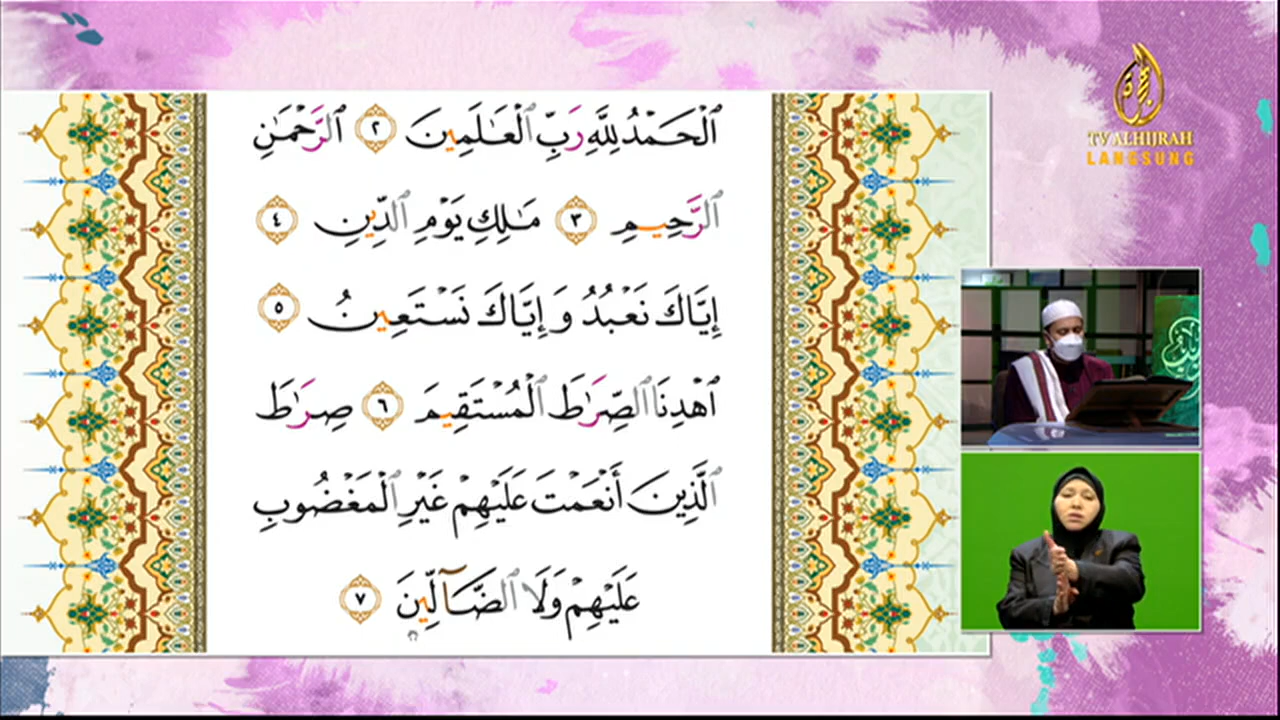 ٱلْحَمْدُ لِلَّهِ رَبِّ ٱلْعَـٰلَمِينَ ٢ ٱلرَّحْمَـٰنِ
ٱلرَّحِيمِ ٣ مَـٰلِكِ يَوْمِ ٱلدِّينِ ٤
إِيَّاكَ نَعْبُدُ وَإِيَّاكَ نَسْتَعِينُ ٥
ٱهْدِنَا ٱلصِّرَٰطَ ٱلْمُسْتَقِيمَ ٦ صِرَٰطَ
ٱلَّذِينَ أَنْعَمْتَ عَلَيْهِمْ غَيْرِ ٱلْمَغْضُوبِ
عَلَيْهِمْ وَلَا ٱلضَّآلِّينَ ٧
TV ALHIJRAH
LANGSUNG